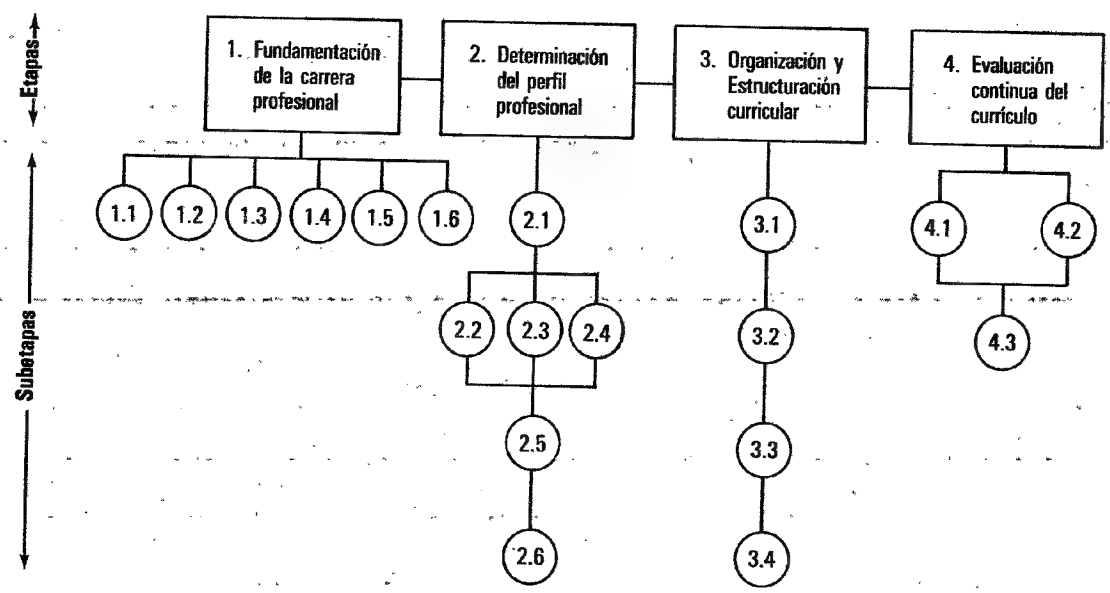 Etapas
1. Fundamentación
de la carrera
profesional
2. Determinación
del perfil
profesional
3. Organización y
Estructuración
curricular
4. Evaluación
continua del
currículo
Subetapas
1.1
1.2
1.3
1.4
1.5
1.6
2.1
3.1
4.1
4.2
2.2
2.3
2.4
3.2
4.3
2.5
3.3
2.6
3.4